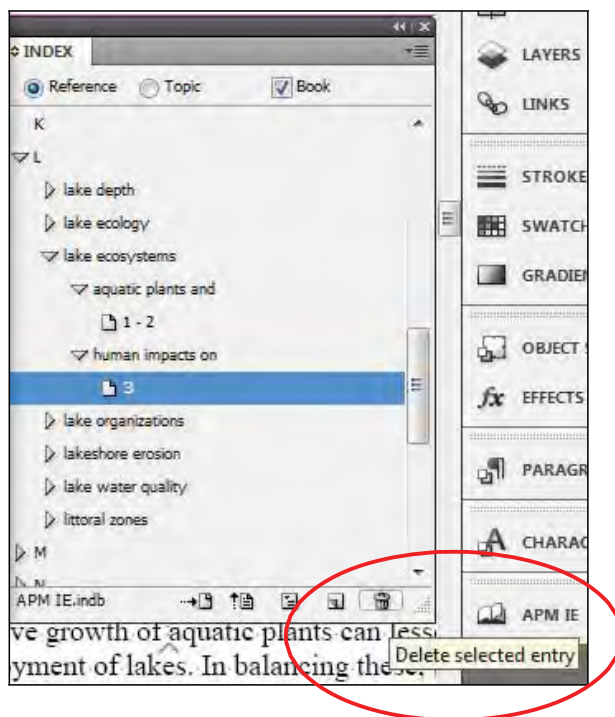 INDEX
Reference Topic Book
K
L
lake depth
lake ecology
lake ecosystems
aquatic plants and
1 - 2
human impacts on
3
lake organizations
lakeshore erosion
lake water quality
littoral zones
M
N
APM IE.indb
ve growth of aquatic plants can less
oyment of lakes. In balancing these,
Delete selected entry
LAYERS
LINKS
STROKE
SWATCH
GRADIEN
OBJECT S
fx EFFECTS
PARAGR
CHARAC
APM IE